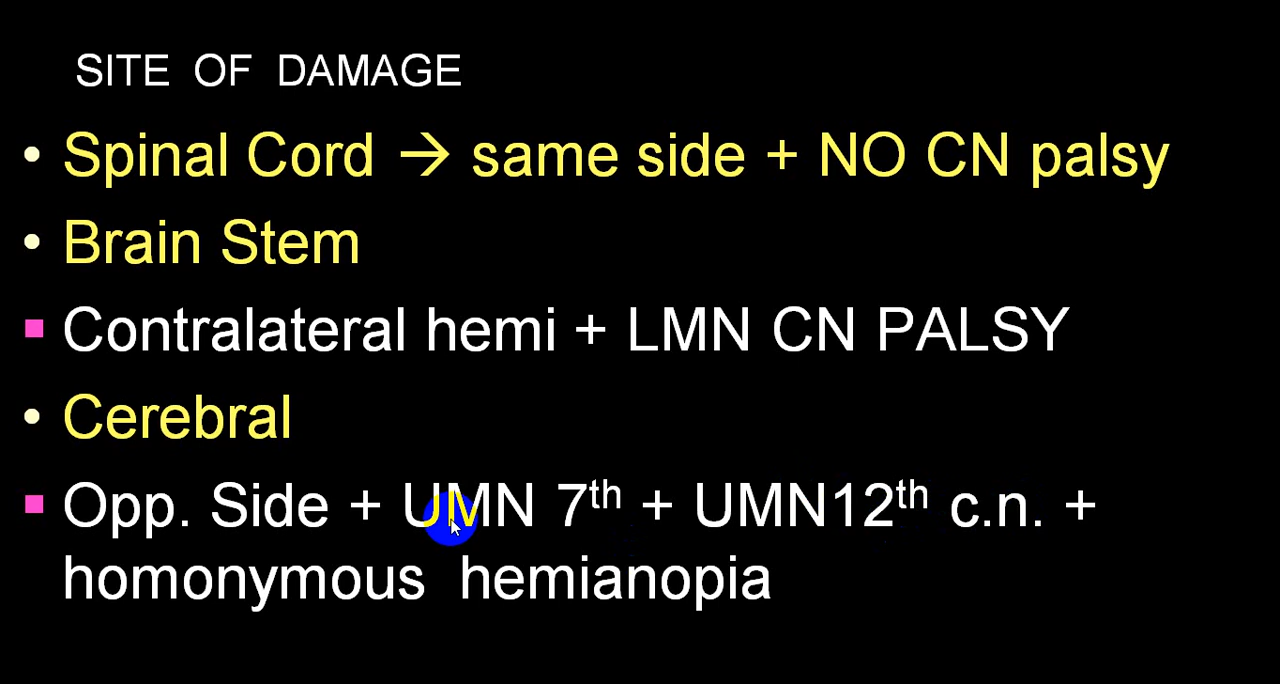 SITE OF DAMAGE
• Spinal Cord → same side + NO CN palsy
• Brain Stem
▪ Contralateral hemi + LMN CN PALSY
• Cerebral
▪ Opp. Side + UMN 7th + UMN12th c.n. +
homonymous hemianopia